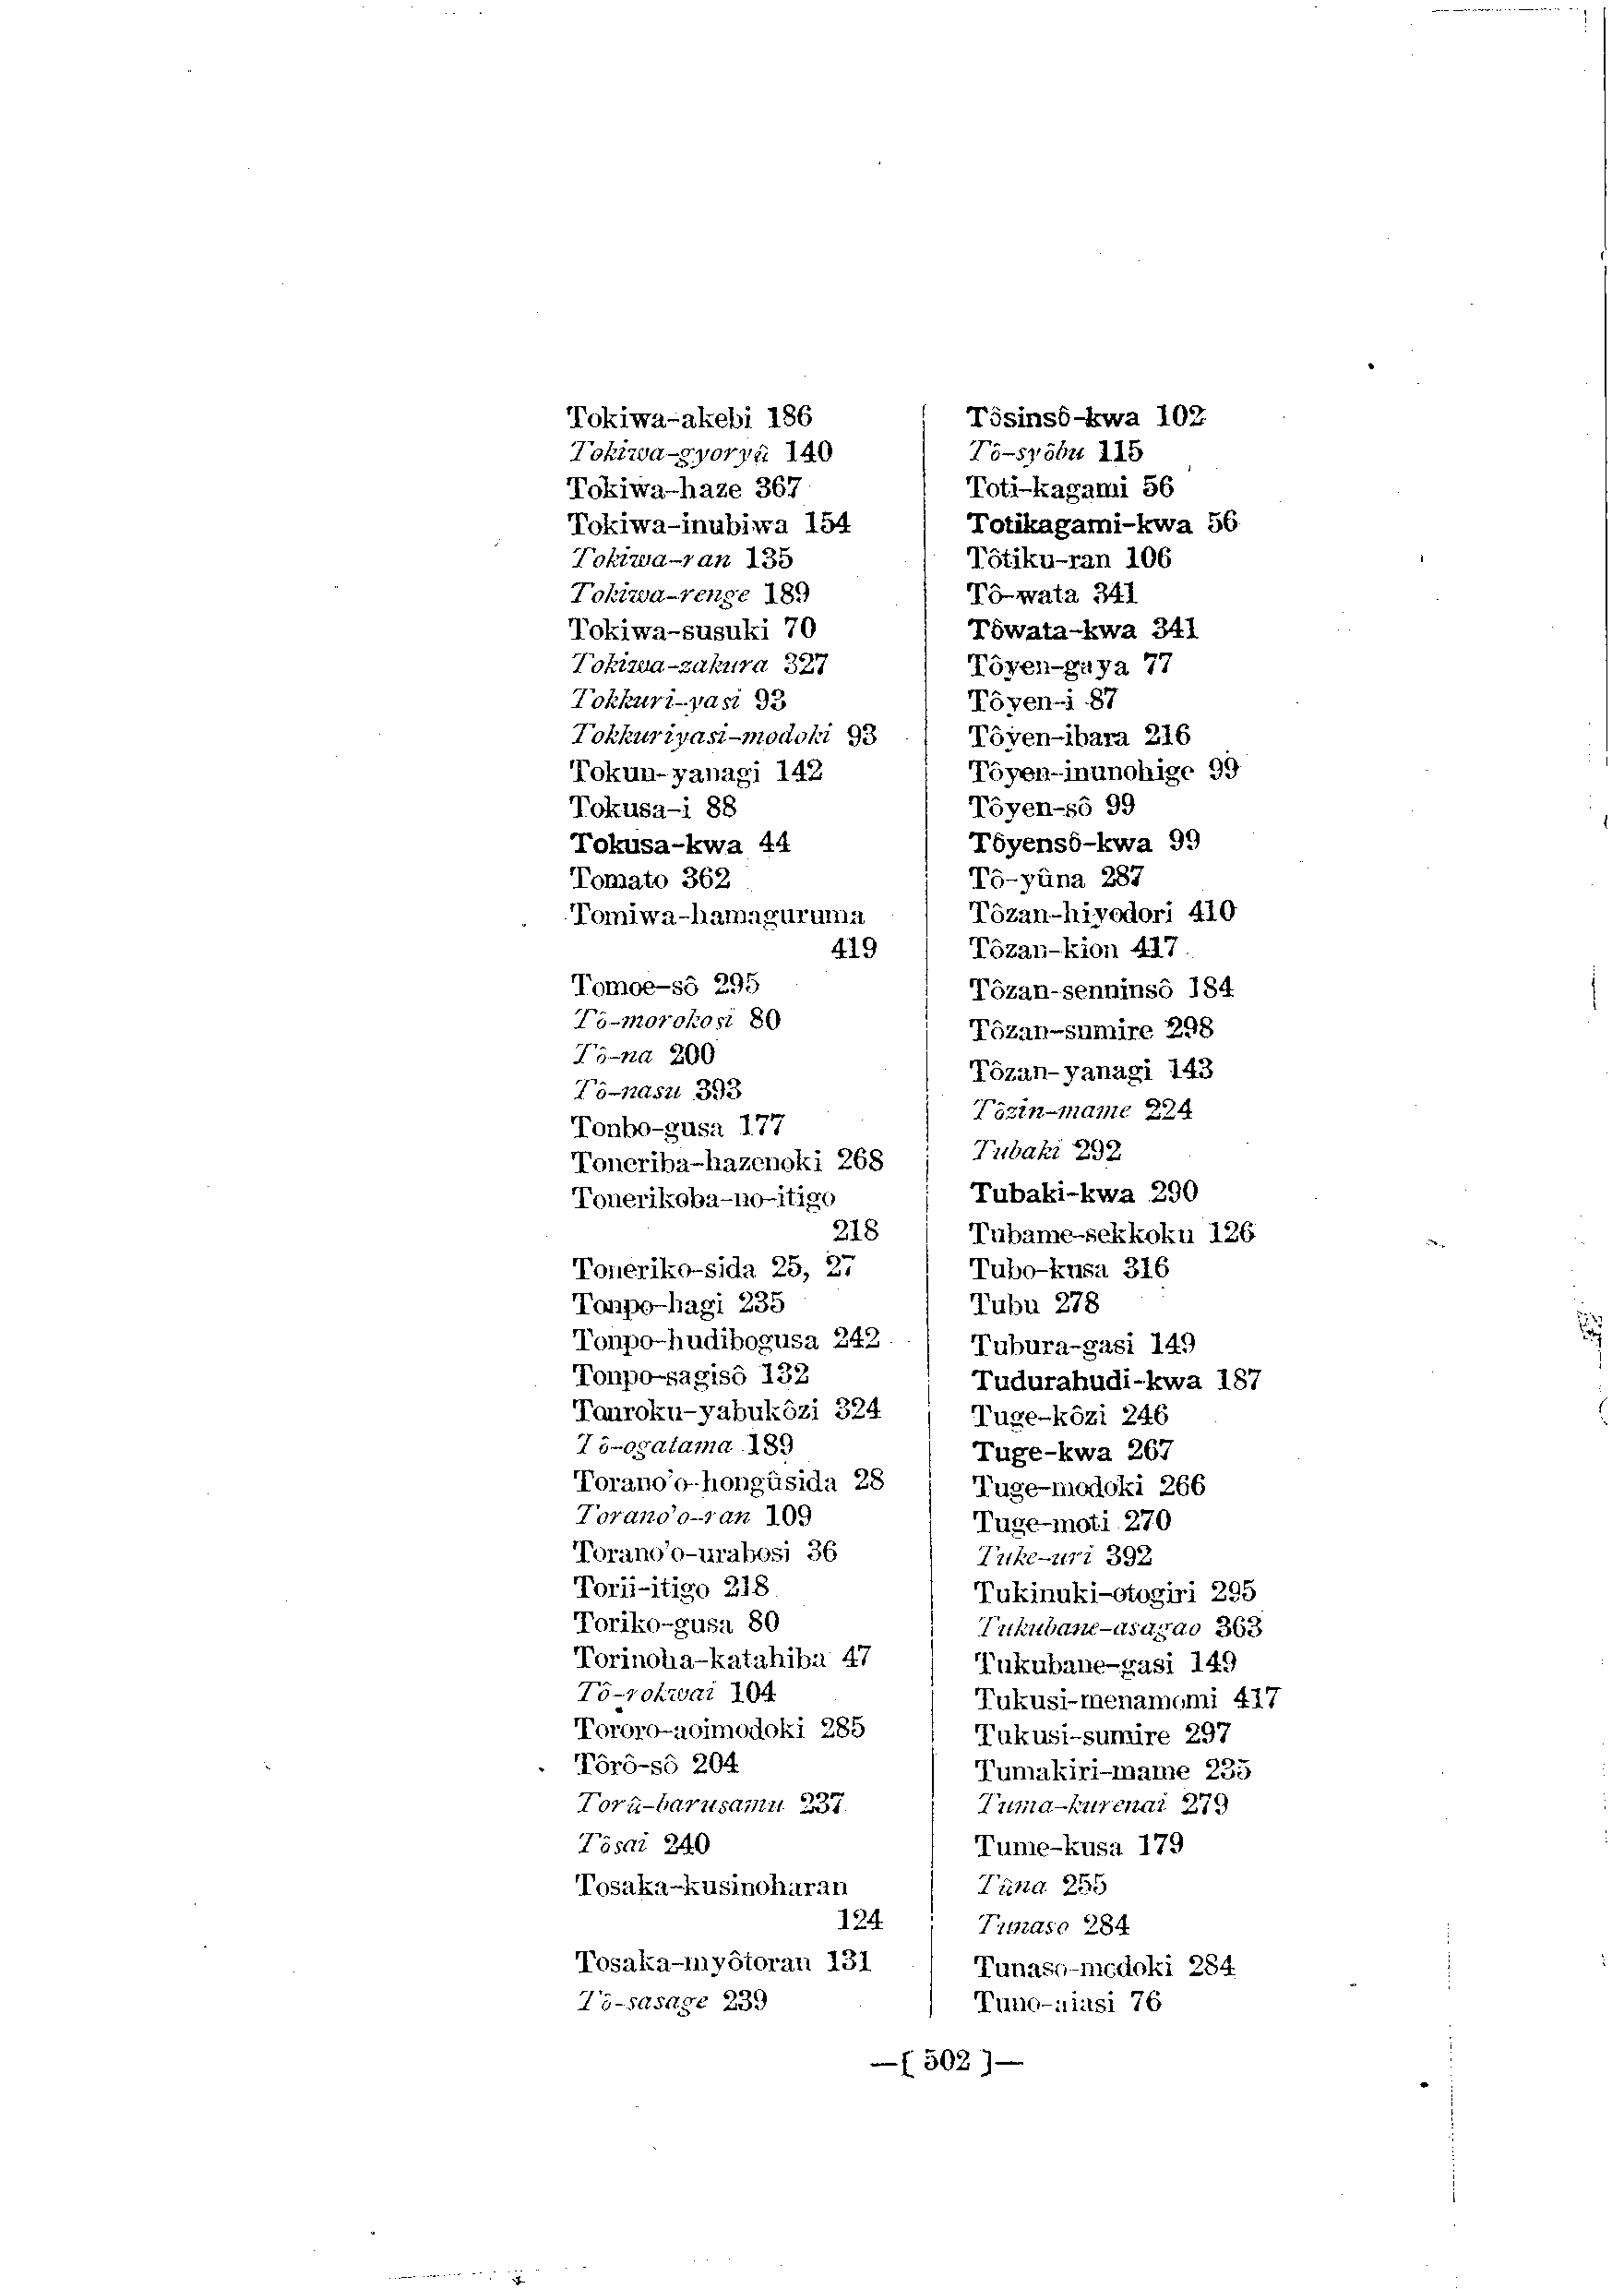 Tokiwa-akebi 186
Tokiwa-gyoryû 140
Tokiwa-haze 367
Tokiwa-inubiwa 154
Tokiwa-ran 135
Tokiwa-renge 189
Tokiwa-susuki 70
Tokiwa-zakura 327
Tokkuri-yasi 93
Tokkuriyasi-modoki 93
Tokun-yanagi 142
Tokusa-i 88
Tokusa-kwa 44
Tomato 362
Tomiwa-hamaguruma
419
Tomoe-sô 295
Tô-morokosi 80
Tô-na 200
Tô-nasu 393
Tonbo-gusa 177
Toneriba-hazenoki 268
Tonerikoba-no-itigo
218
Toneriko-sida 25, 27
Tonpo-hagi 235
Tonpo-hudibogusa 242
Tonpo-sagisô 132
Tonroku-yabukôzi 324
Tô-ogatama 189
Torano'o-hongûsida 28
Torano'o-ran 109
Torano'o-urabosi 36
Torii-itigo 218
Toriko-gusa 80
Torinoha-katahiba 47
Tô-rokwai 104
Tororo-aoimodoki 285
Tôrô-sô 204
Torû-barusamu 237
Tôsai 240
Tosaka-kusinoharan
124
Tosaka-myôtoran 131
Tô-sasage 239
Tôsinsô-kwa 102
Tô-syôbu 115
Toti-kagami 56
Totikagami-kwa 56
Tôtiku-ran 106
Tô-wata 341
Tôwata-kwa 341
Tôyen-gaya 77
Tôyen-i 87
Tôyen-ibara 216
Tôyen-inunohige 99
Tôyen-sô 99
Tôyensô-kwa 99
Tô-yûna 287
Tôzan-hiyodori 410
Tôzan-kion 417
Tôzan-senninsô 184
Tôzan-sumire 298
Tôzan-yanagi 143
Tôzin-mame 224
Tubaki 292
Tubaki-kwa 290
Tubame-sekkoku 126
Tubo-kusa 316
Tubu 278
Tubura-gasi 149
Tudurahudi-kwa 187
Tuge-kôzi 246
Tuge-kwa 267
Tuge-modoki 266
Tuge-moti 270
Tuke-uri 392
Tukinuki-otogiri 295
Tukubane-asagao 363
Tukubane-gasi 149
Tukusi-menamomi 417
Tukusi-sumire 297
Tumakiri-mame 235
Tuma-kurenai 279
Tume-kusa 179
Tûna 255
Tunaso 284
Tunaso-modoki 284
Tuno-aiasi 76
—[ 502 ]—